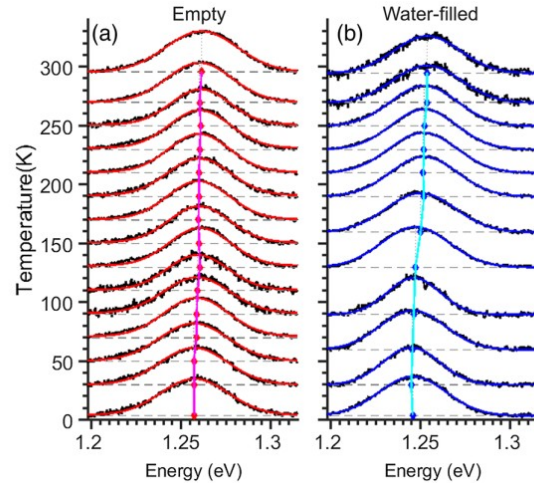 Empty
Water-filled
(a)
(b)
Temperature(K)
300
250
200
150
100
50
0
1.2
1.25
1.3
1.2
1.25
1.3
Energy (eV)
Energy (eV)